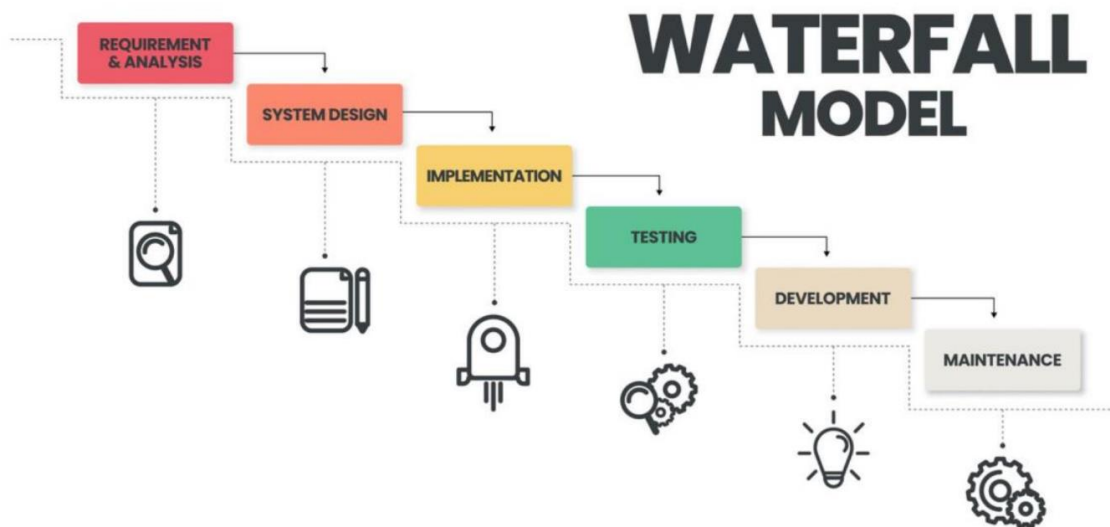 WATERFALL
MODEL
REQUIREMENT
& ANALYSIS
SYSTEM DESIGN
IMPLEMENTATION
TESTING
DEVELOPMENT
MAINTENANCE